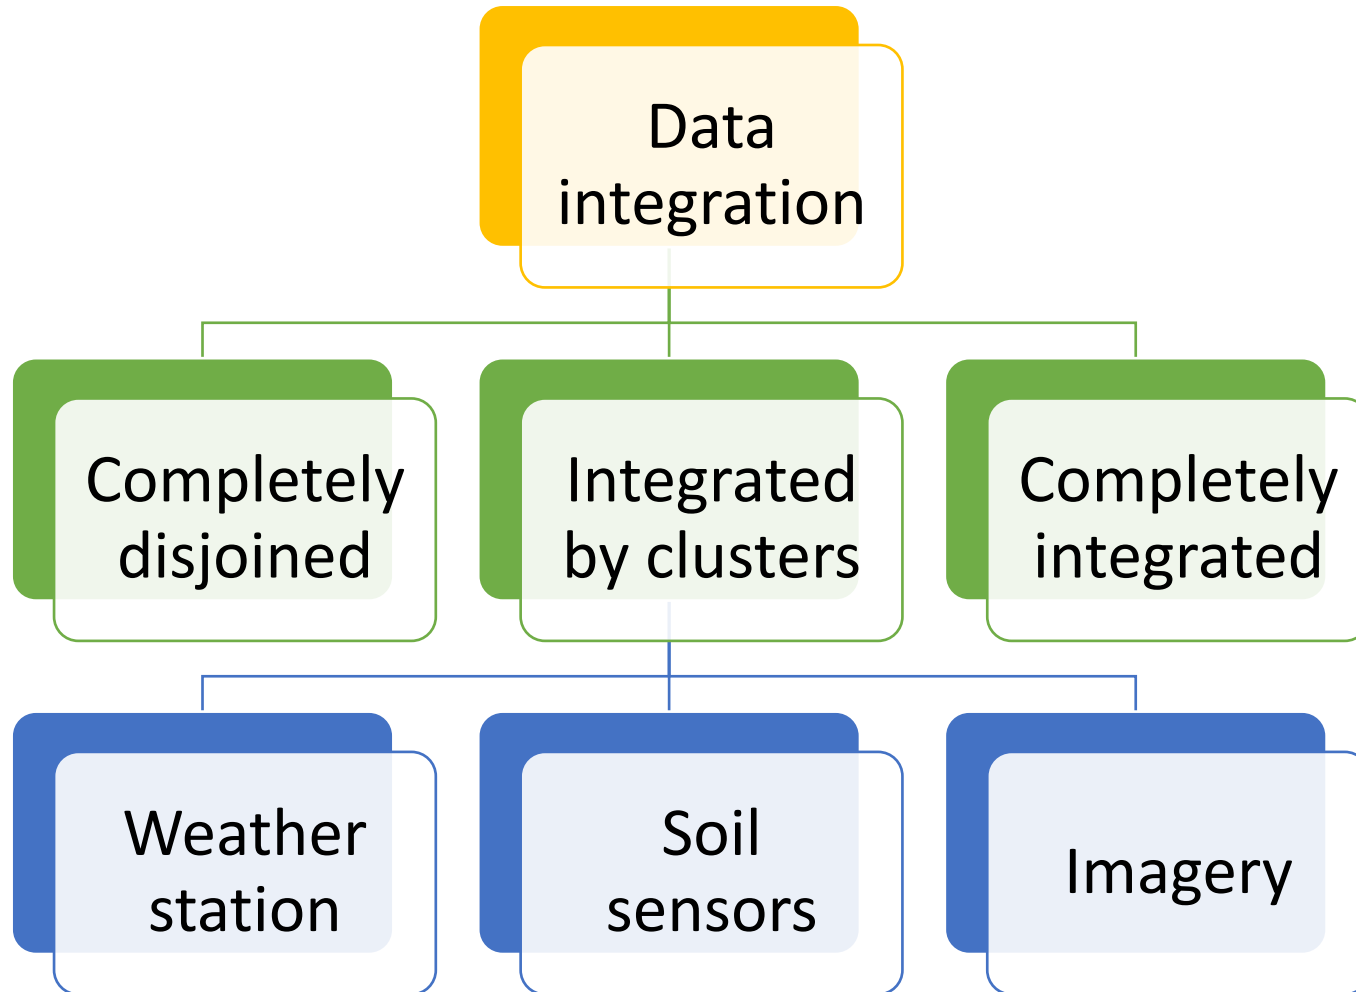 Data
integration
Completely
disjoined
Integrated
by clusters
Completely
integrated
Weather
station
Soil
sensors
Imagery